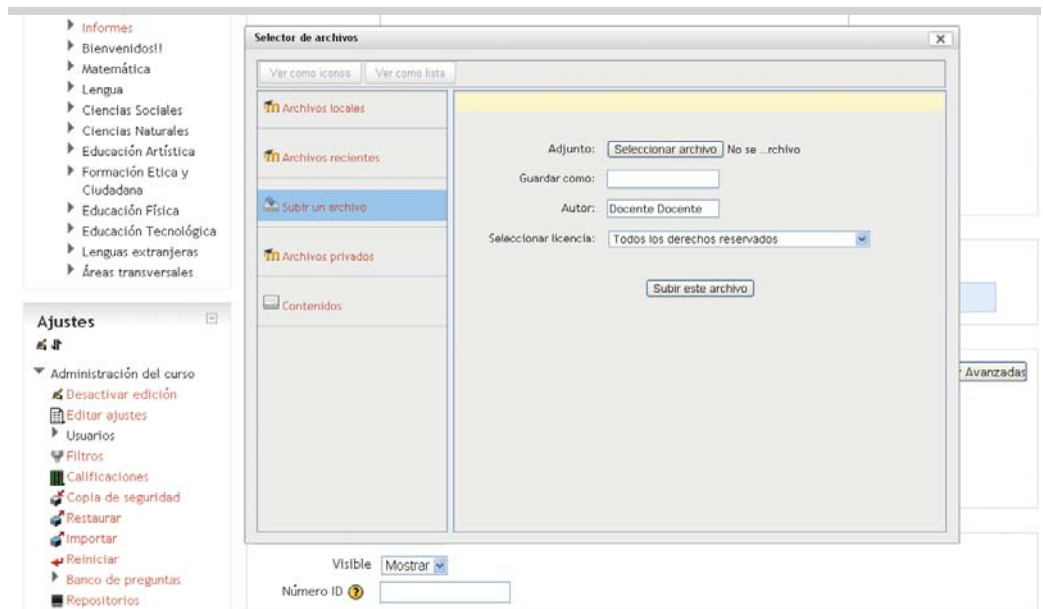 Informes
Bienvenidos!!
Matemática
Lengua
Ciencias Sociales
Ciencias Naturales
Educación Artística
Formación Etica y
Ciudadana
Educación Física
Educación Tecnológica
Lenguas extranjeras
Áreas transversales
Ajustes
Administración del curso
Desactivar edición
Editar ajustes
Usuarios
Filtros
Calificaciones
Copia de seguridad
Restaurar
Importar
Reiniciar
Banco de preguntas
Repositorios
Selector de archivos
Ver como iconos Ver como lista
Archivos locales
Archivos recientes
Subir un archivo
Archivos privados
Contenidos
Adjunto: Seleccionar archivo No se ...rchivo
Guardar como:
Autor: Docente Docente
Seleccionar licencia: Todos los derechos reservados
Subir este archivo
Avanzadas
Visible Mostrar
Número ID ?